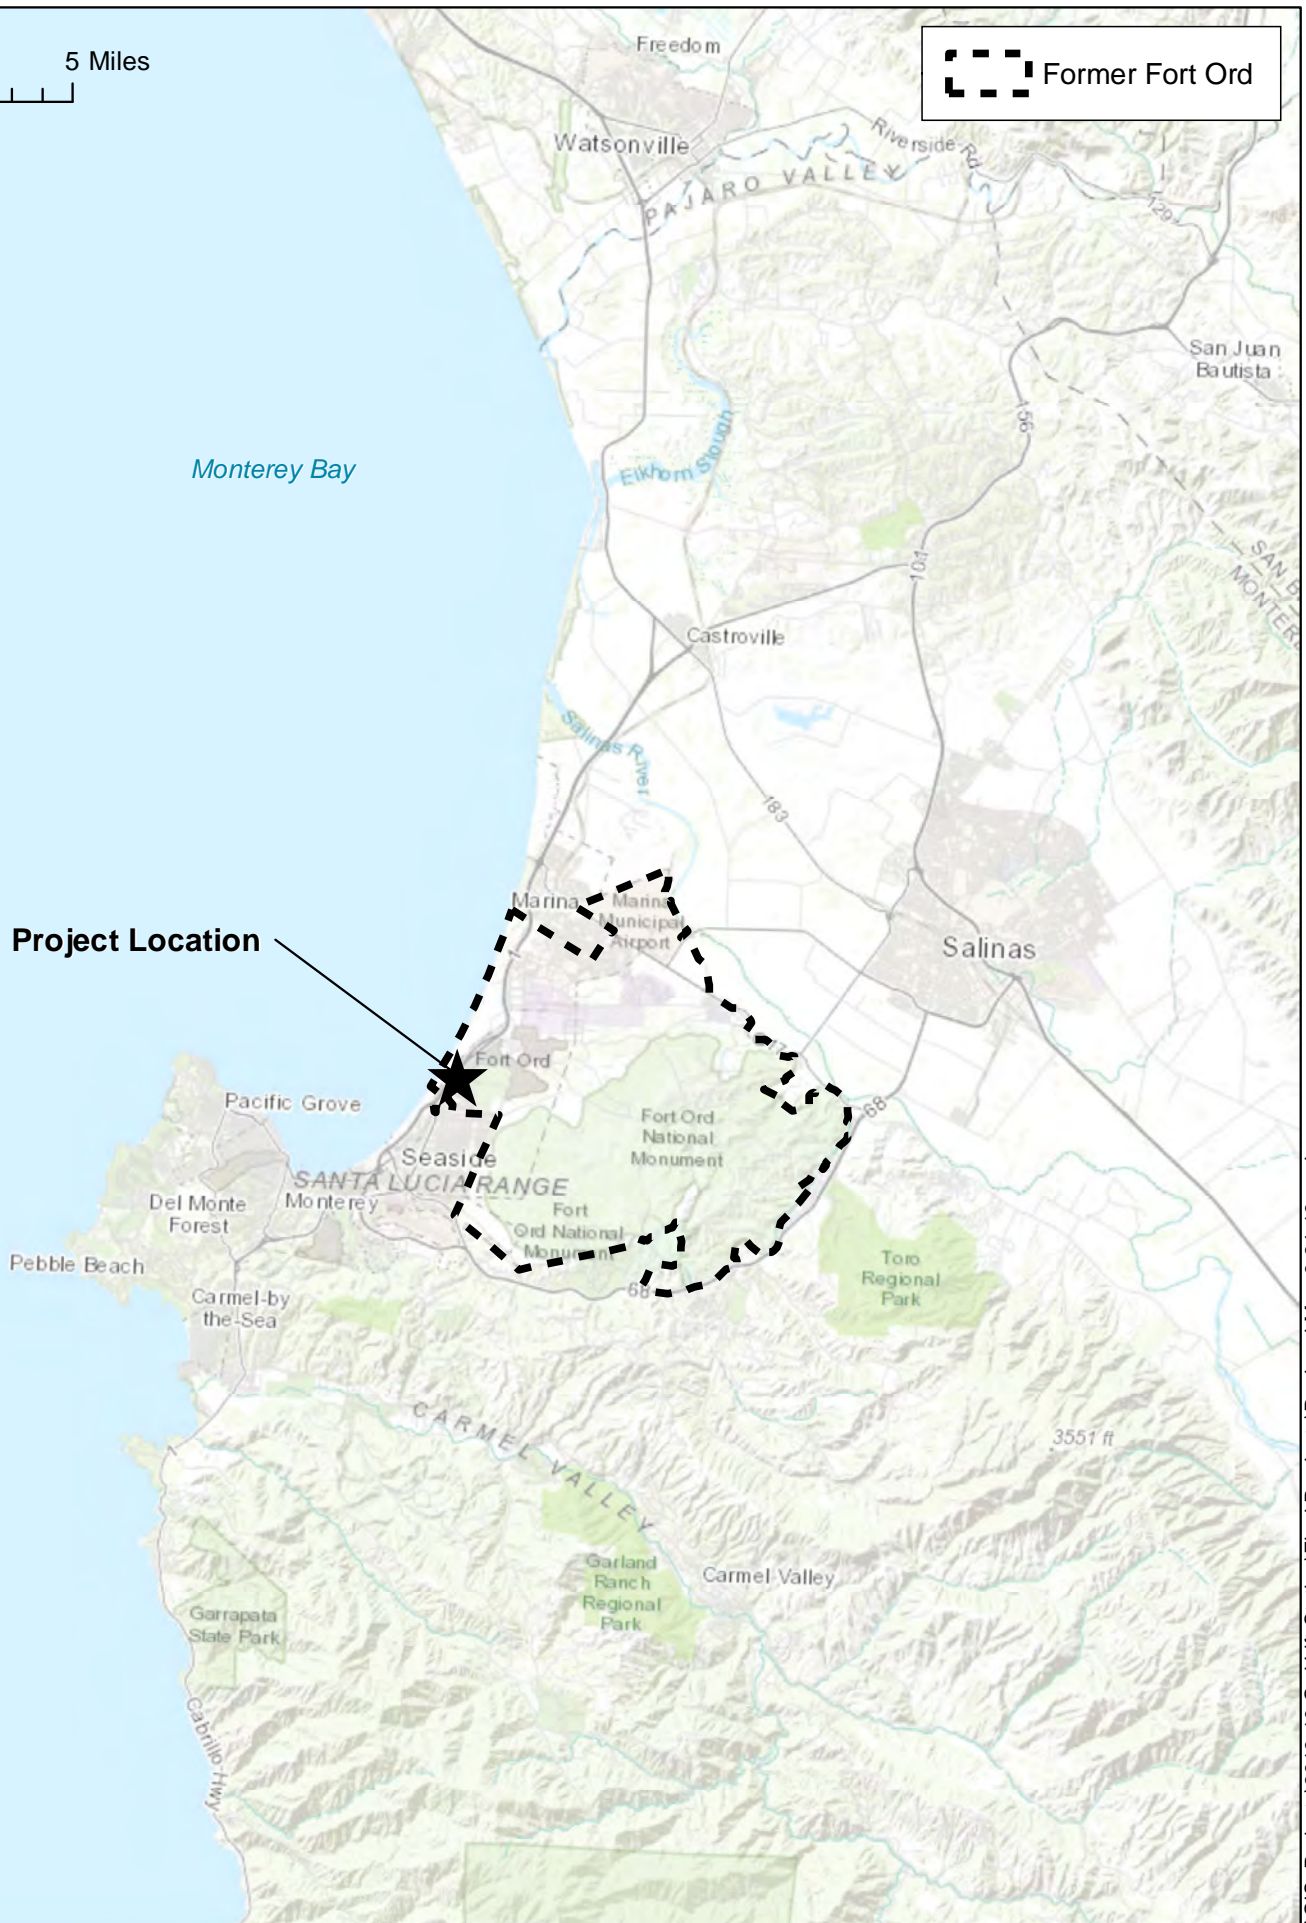 5 Miles
Former Fort Ord
Freedom
Watsonville
Riverside Rd
PAJARO VALLEY
129
San Juan
Bautista
156
Monterey Bay
Elkhorn Slough
101
SAN B
MONTERE
Castroville
Salinas River
183
Marina
Marina
Municipal
Airport
Salinas
Project Location
1
Fort Ord
Pacific Grove
68
Fort Ord
National
Monument
Seaside
SANTA LUCIA RANGE
Del Monte
Forest
Monterey
Fort
Ord National
Monument
Pebble Beach
Toro
Regional
Park
68
Carmel-by
the-Sea
CARMEL VALLEY
3551 ft
1
Garland
Ranch
Regional
Park
Carmel Valley
Garrapata
State Park
Cabrillo Hwy